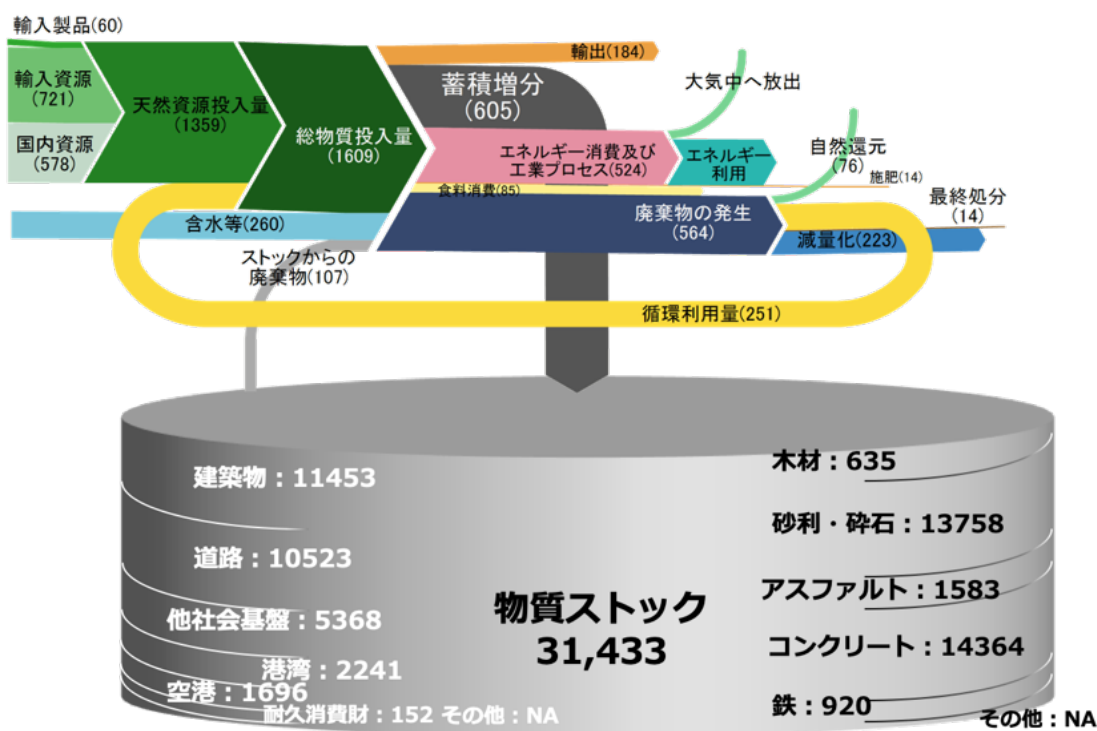 輸入製品(60)
輸入資源
(721)
国内資源
(578)
天然資源投入量
(1359)
総物質投入量
(1609)
輸出(184)
蓄積増分
(605)
エネルギー消費及び
工業プロセス(524)
食料消費(85)
廃棄物の発生
(564)
大気中へ放出
エネルギー
利用
自然還元
(76)
施肥(14)
最終処分
(14)
減量化(223)
含水等(260)
ストックからの
廃棄物(107)
循環利用量(251)
建築物：11453
道路：10523
他社会基盤：5368
港湾：2241
空港：1696
耐久消費財：152 その他：NA
物質ストック
31,433
木材：635
砂利・砕石：13758
アスファルト：1583
コンクリート：14364
鉄：920
その他：NA